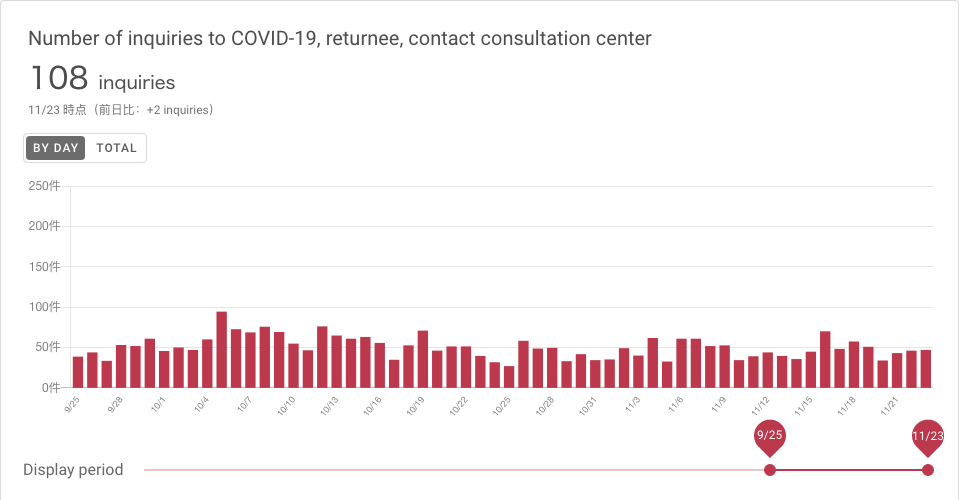 Number of inquiries to COVID-19, returnee, contact consultation center
108 inquiries
11/23 時点（前日比：+2 inquiries）
BY DAY TOTAL
250件
200件
150件
100件
50件
0件
9/25 9/28 10/1 10/4 10/7 10/10 10/13 10/16 10/19 10/22 10/25 10/28 10/31 11/3 11/6 11/9 11/12 11/15 11/18 11/21
9/25 11/23
Display period